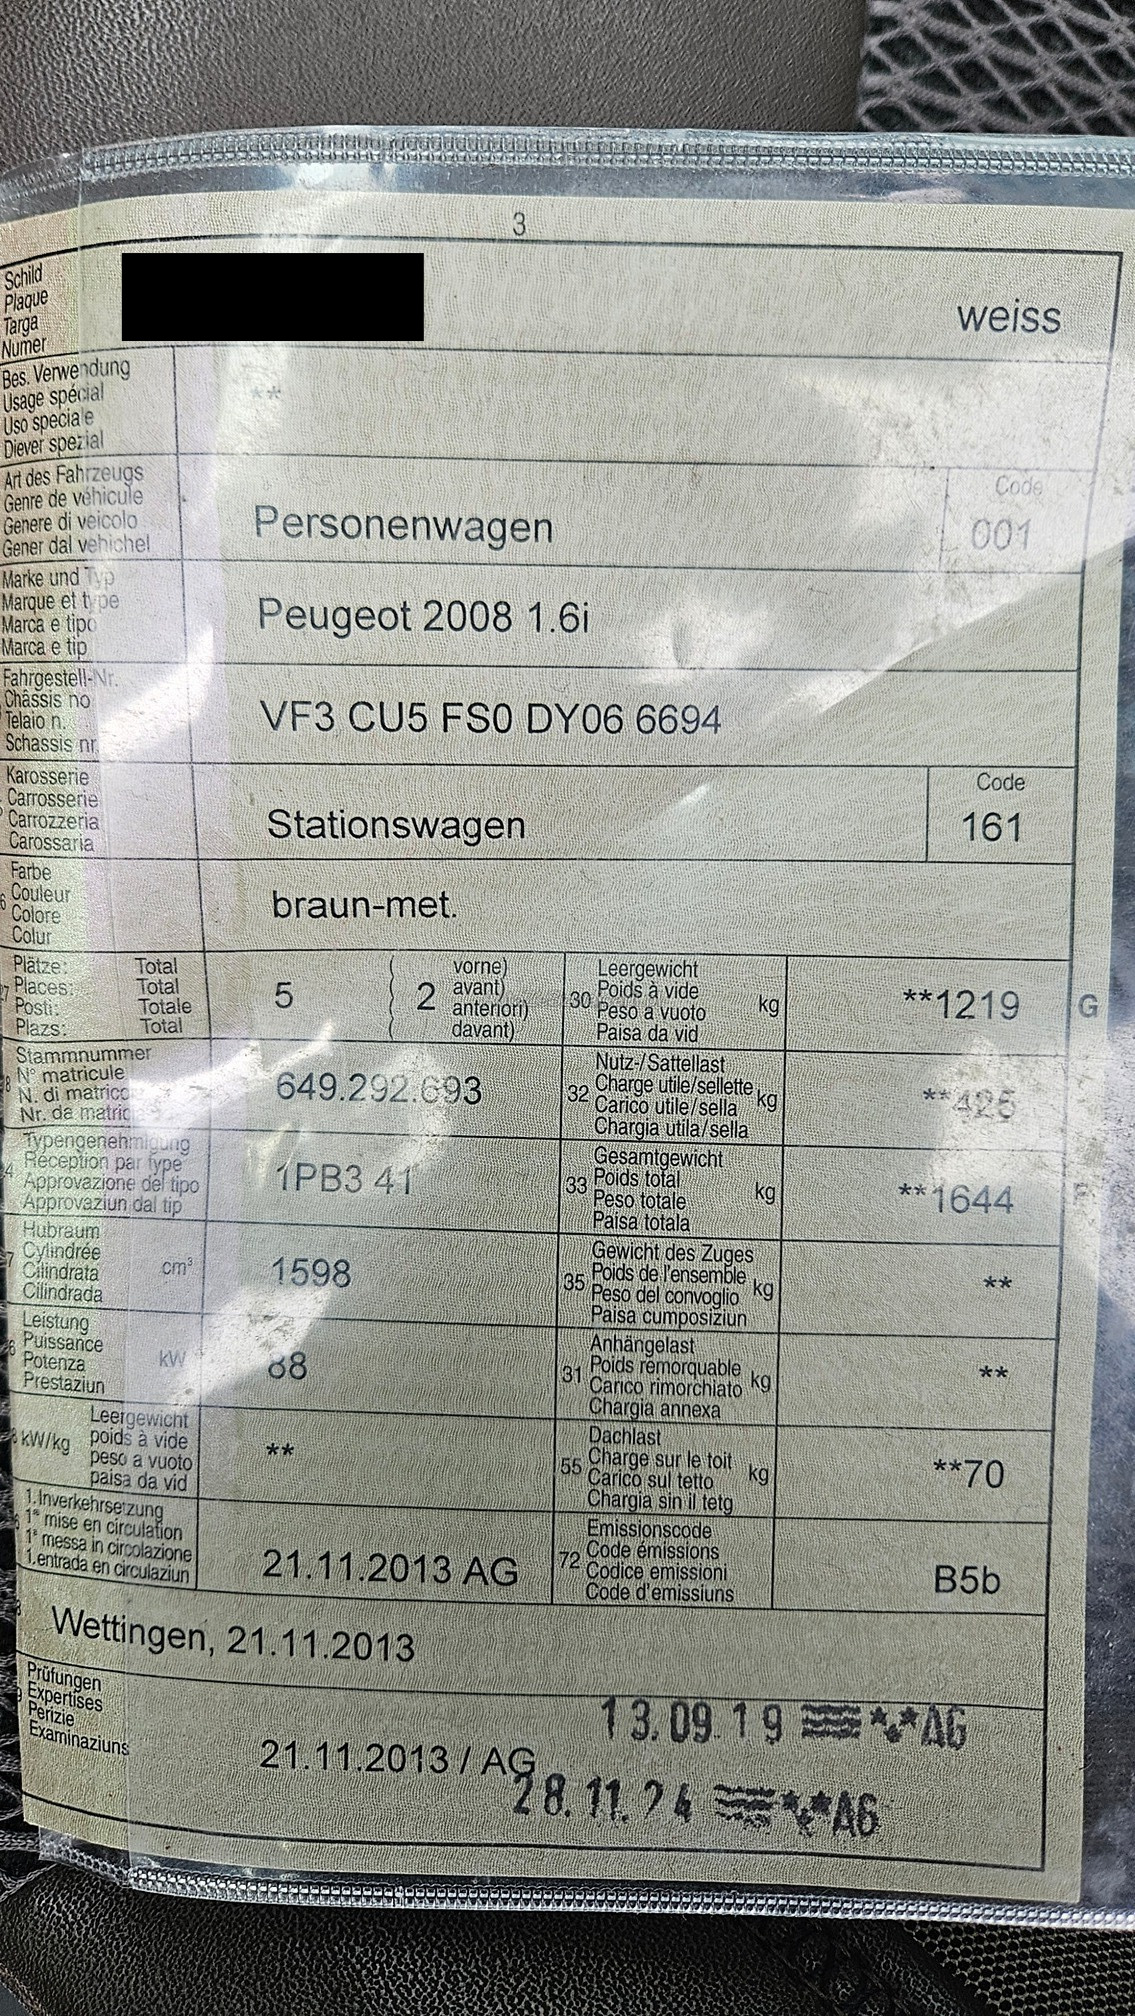 3
Schild
Plaque
Targa
Numer
weiss
Bes. Verwendung
Usage spécial
Uso speciale
Diever spezial
**
Art des Fahrzeugs
Genre de véhicule
Genere di veicolo
Gener dal vehichel
Personenwagen
Code
001
Marke und Typ
Marque et type
Marca e tipo
Marca e tip
Peugeot 2008 1.6i
Fahrgestell-Nr.
Châssis no
Telaio n.
Schassis nr.
VF3 CU5 FS0 DY06 6694
Karosserie
Carrosserie
Carrozzeria
Carossaria
Stationswagen
Code
161
Farbe
Couleur
Colore
Colur
braun-met.
Plätze: Total
Places: Total
Posti: Totale
Plazs: Total
5 ( 2
vorne)
avant)
anteriori)
davant)
30
Leergewicht
Poids à vide
Peso a vuoto
Paisa da vid
kg
**1219
G
Stammnummer
N° matricule
N. di matrico
Nr. da matric
649.292.693
32
Nutz-/Sattellast
Charge utile/sellette
Carico utile/sella
Chargia utila/sella
kg
**425
Typengenehmigung
Réception par type
Approvazione del tipo
Approvaziun dal tip
1PB3 41
33
Gesamtgewicht
Poids total
Peso totale
Paisa totala
kg
**1644
F
Hubraum
Cylindrée
Cilindrata
Cilindrada
cm³
1598
35
Gewicht des Zuges
Poids de l'ensemble
Peso del convoglio
Paisa cumposiziun
kg
**
Leistung
Puissance
Potenza
Prestaziun
kW
88
31
Anhängelast
Poids remorquable
Carico rimorchiato
Chargia annexa
kg
**
kW/kg
Leergewicht
poids à vide
peso a vuoto
paisa da vid
**
55
Dachlast
Charge sur le toit
Carico sul tetto
Chargia sin il tetg
kg
**70
1.Inverkehrsetzung
1re mise en circulation
1a messa in circolazione
1.entrada en circulaziun
21.11.2013 AG
72
Emissionscode
Code émissions
Codice emissioni
Code d'emissiuns
B5b
Wettingen, 21.11.2013
Prüfungen
Expertises
Perizie
Examinaziuns
13.09.19 AG
21.11.2013 / AG
28.11.24 AG